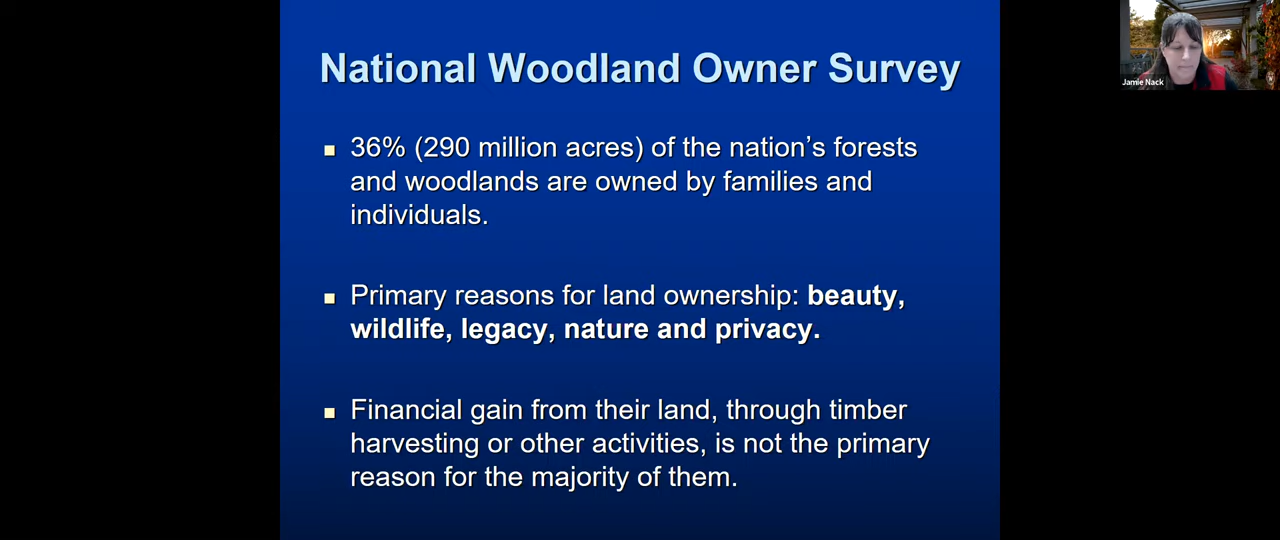 National Woodland Owner Survey
Jamie Nack
36% (290 million acres) of the nation’s forests
and woodlands are owned by families and
individuals.
Primary reasons for land ownership: beauty,
wildlife, legacy, nature and privacy.
Financial gain from their land, through timber
harvesting or other activities, is not the primary
reason for the majority of them.